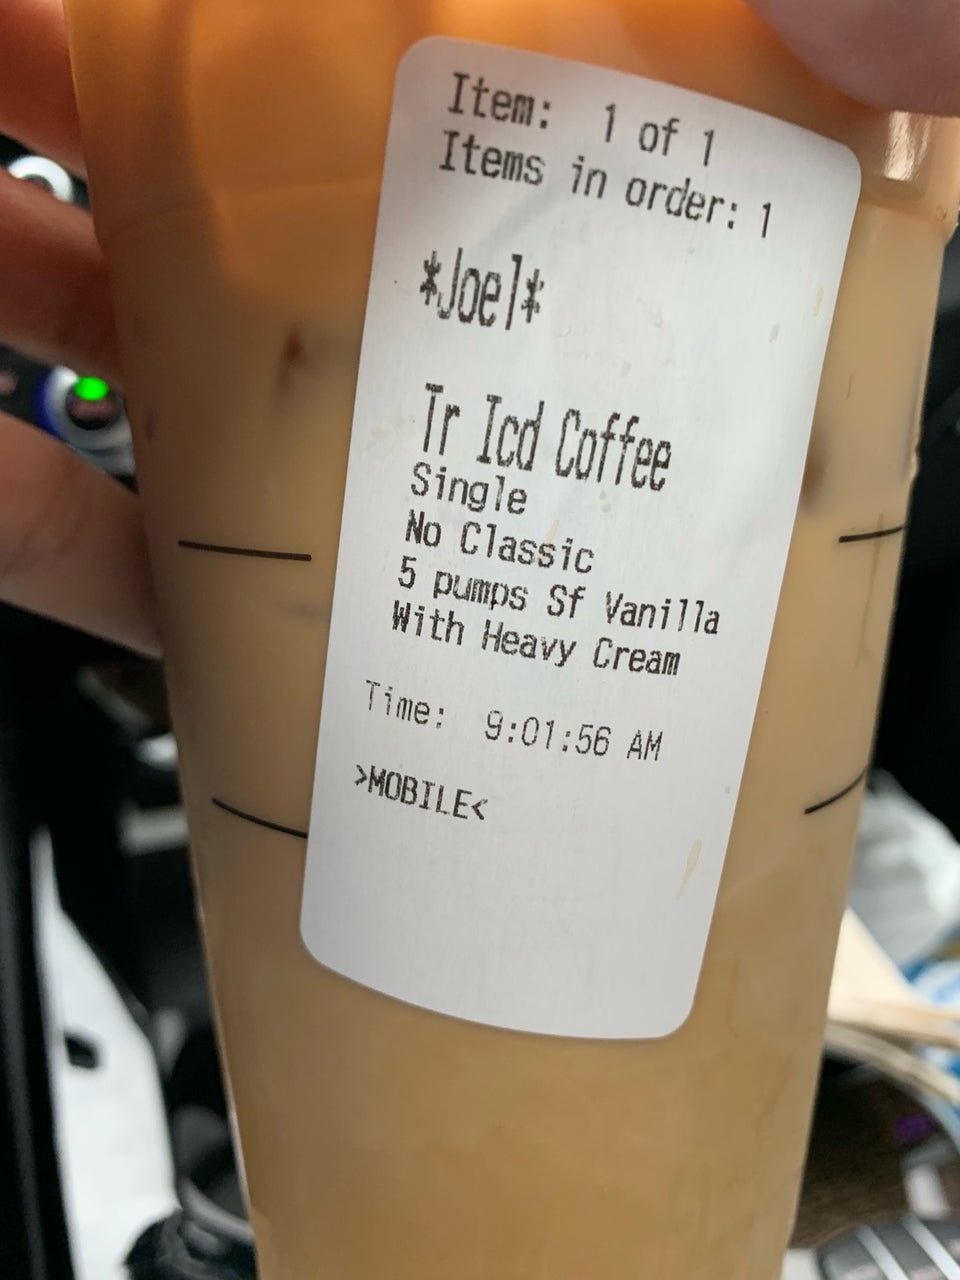 Item: 1 of 1
Items in order: 1
*Joel*
Tr Icd Coffee
Single
No Classic
5 pumps Sf Vanilla
With Heavy Cream
Time: 9:01:56 AM
>MOBILE<